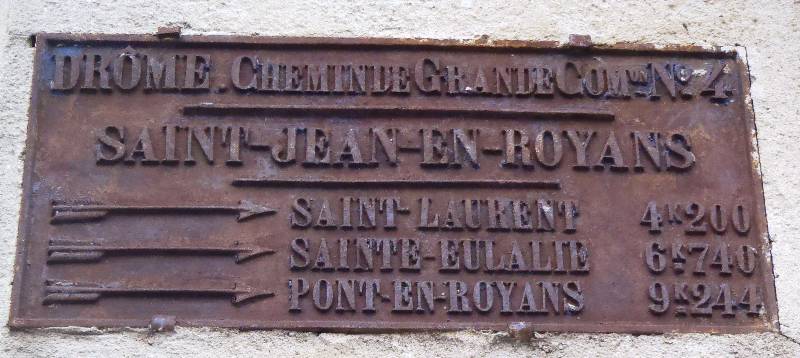 DRÔME CHEMIN DE GRANDE COM^UN N° 4
SAINT-JEAN-EN-ROYANS
SAINT-LAURENT 4K200
SAINTE-EULALIE 6K740
PONT-EN-ROYANS 9K244